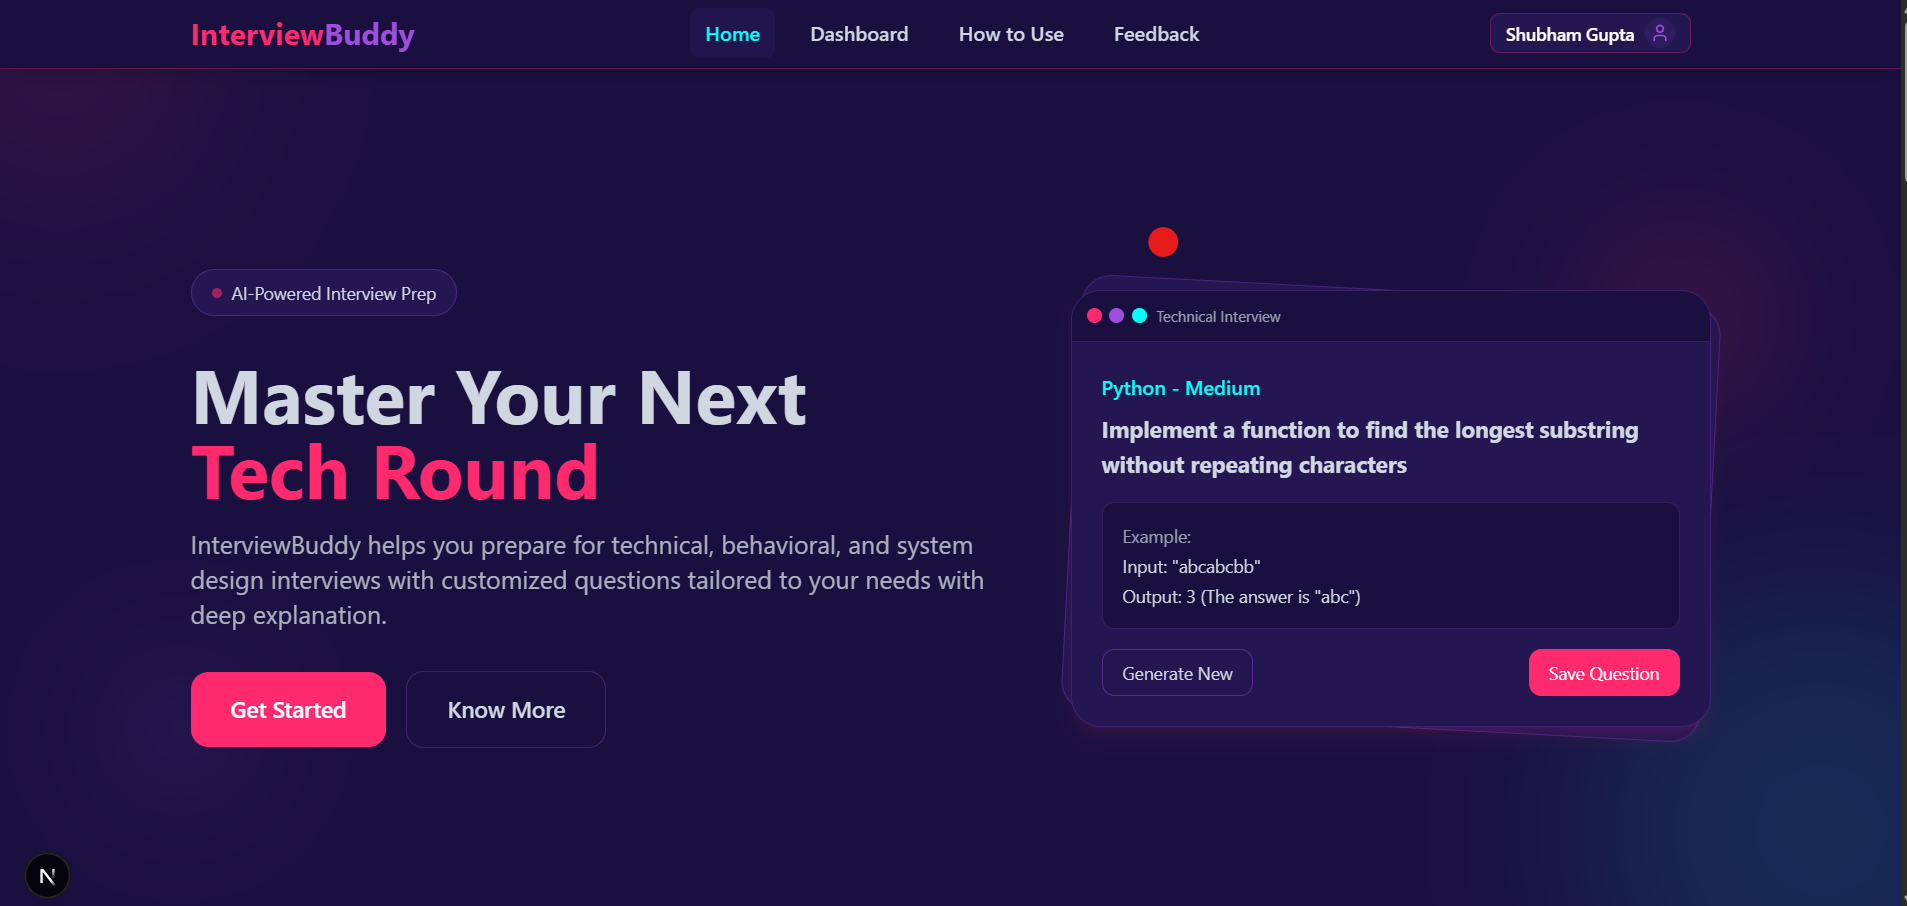 InterviewBuddy
Home
Dashboard
How to Use
Feedback
Shubham Gupta
AI-Powered Interview Prep
Master Your Next
Tech Round
InterviewBuddy helps you prepare for technical, behavioral, and system
design interviews with customized questions tailored to your needs with
deep explanation.
Get Started
Know More
Technical Interview
Python - Medium
Implement a function to find the longest substring
without repeating characters
Example:
Input: "abcabcbb"
Output: 3 (The answer is "abc")
Generate New
Save Question
N